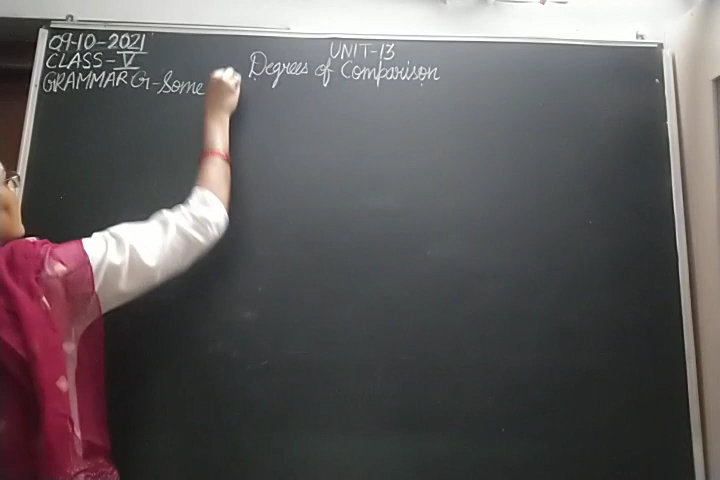 09-10-2021
CLASS-V
UNIT-13
Degrees of Comparison
GRAMMAR G-Some